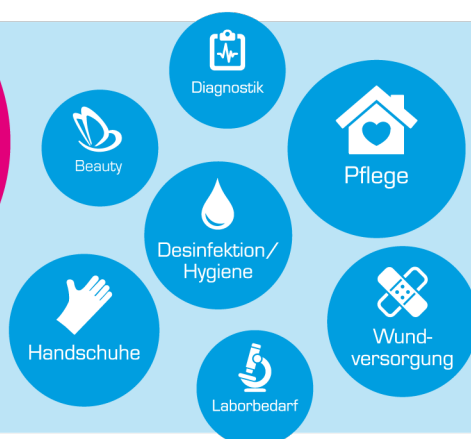 Diagnostik
Beauty
Pflege
Desinfektion/
Hygiene
Handschuhe
Wund-
versorgung
Laborbedarf